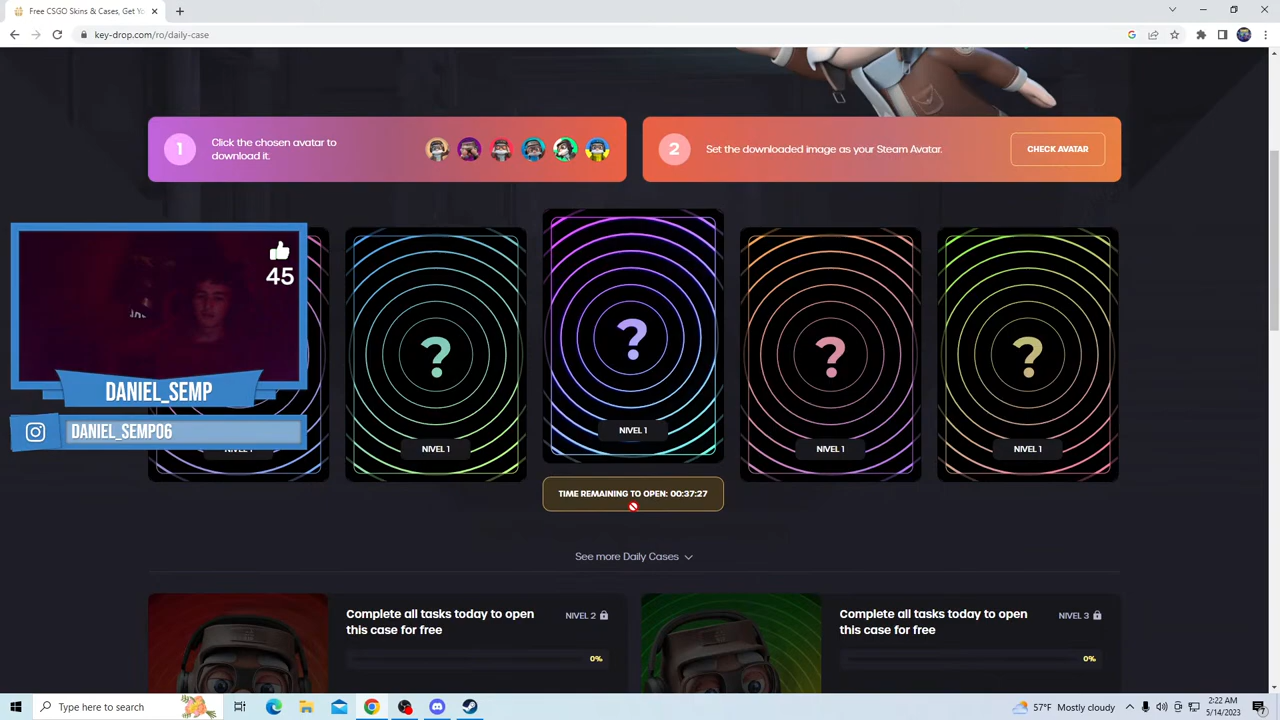 Free CSGO Skins & Cases, Get Yo
key-drop.com/ro/daily-case
1
Click the chosen avatar to
download it.
2
Set the downloaded image as your Steam Avatar.
CHECK AVATAR
45
DANIEL_SEMP
DANIEL_SEMP06
?
?
?
?
NIVEL 1
NIVEL 1
NIVEL 1
NIVEL 1
NIVEL 1
TIME REMAINING TO OPEN: 00:37:27
See more Daily Cases
Complete all tasks today to open
this case for free
NIVEL 2
0%
Complete all tasks today to open
this case for free
NIVEL 3
0%
Type here to search
57°F Mostly cloudy
2:22 AM
5/14/2023
7